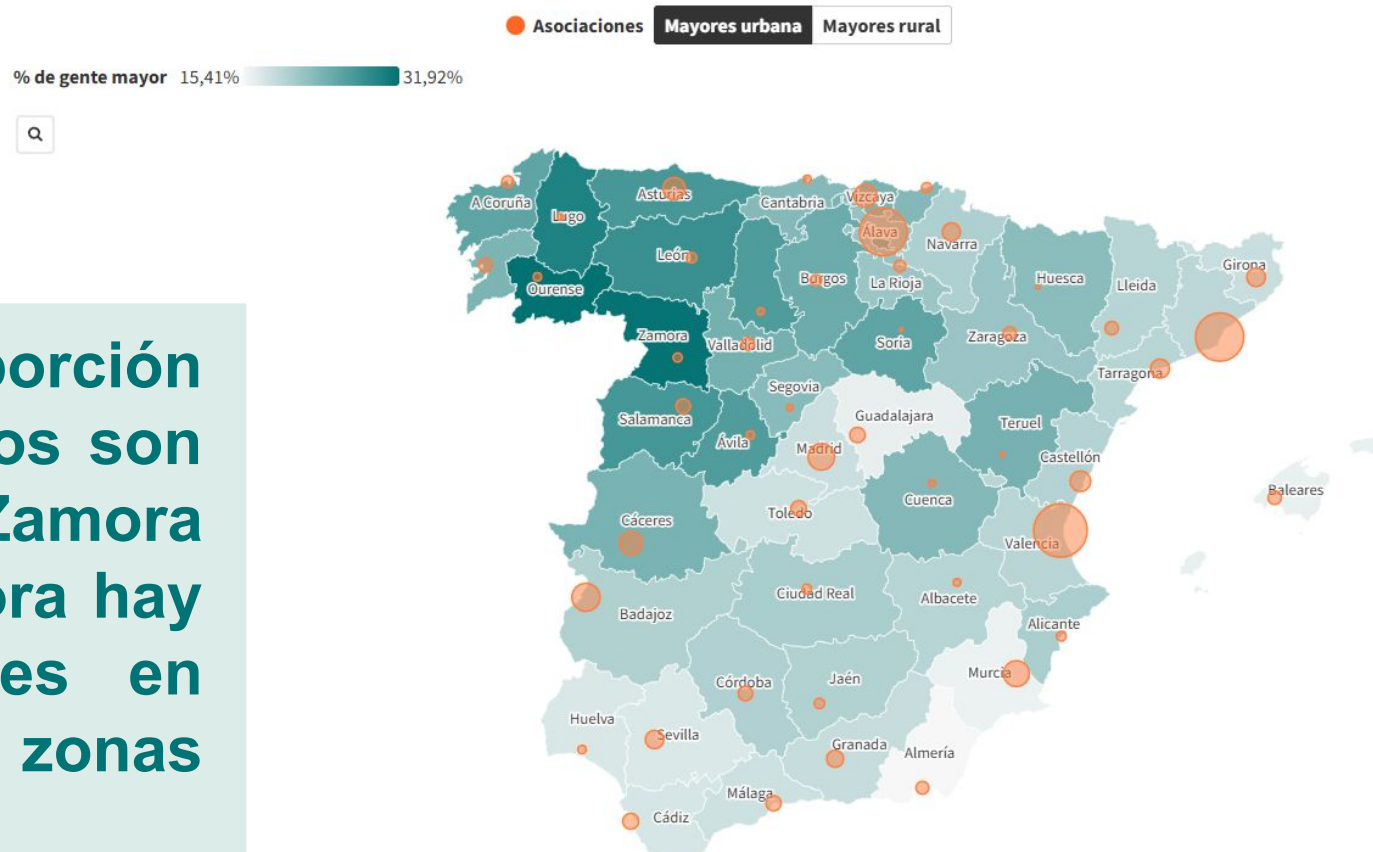 Asociaciones Mayores urbana Mayores rural
% de gente mayor 15,41% 31,92%
A Coruña
Lugo
Asturias
Cantabria
Vizcaya
Álava
Navarra
León
Ourense
Burgos
La Rioja
Huesca
Lleida
Girona
Zamora
Valladolid
Soria
Zaragoza
Tarragona
Segovia
Salamanca
Ávila
Guadalajara
Madrid
Teruel
Castellón
Baleares
Cuenca
Toledo
Cáceres
Valencia
Ciudad Real
Albacete
Badajoz
Alicante
Murcia
Córdoba
Jaén
Huelva
Sevilla
Granada
Almería
Málaga
Cádiz
porción
os son
Zamora
ora hay
es en
zonas